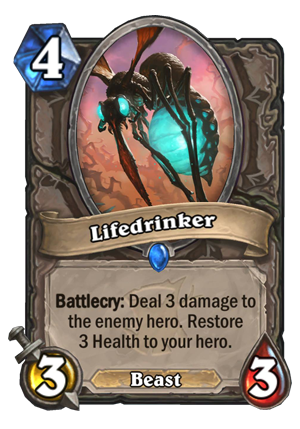 4
Lifedrinker
Battlecry: Deal 3 damage to
the enemy hero. Restore
3 Health to your hero.
3
Beast
3